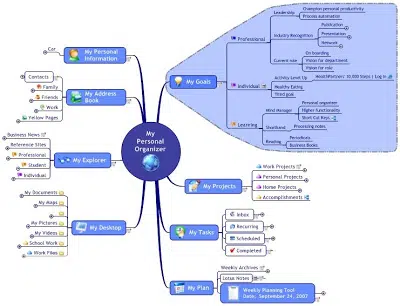 My
Personal
Organizer
My Personal
Information
Car
My Address
Book
Contacts
Family
Friends
Work
Yellow Pages
My Explorer
Business News
Reference Sites
Professional
Student
Individual
My Desktop
My Documents
My Maps
My Pictures
My Videos
School Work
Work Files
My Goals
Professional
Leadership
Champion personal productivity
Process automation
Industry Recognition
Publication
Presentation
Network
Current role
On-boarding
Vision for department
Vision for role
Individual
Activity Level Up
Healthy Eating
Third goal
Learning
Mind Manager
Personal organizer
Higher functionality
Short Cut Keys
Processing notes
Reading
Periodicals
Business Books
My Projects
Work Projects
Personal Projects
Home Projects
Accomplishments
My Tasks
Inbox
Recurring
Scheduled
Completed
My Plan
Weekly Archives
Lotus Notes
Weekly Planning Tool
Date: September 24, 2007